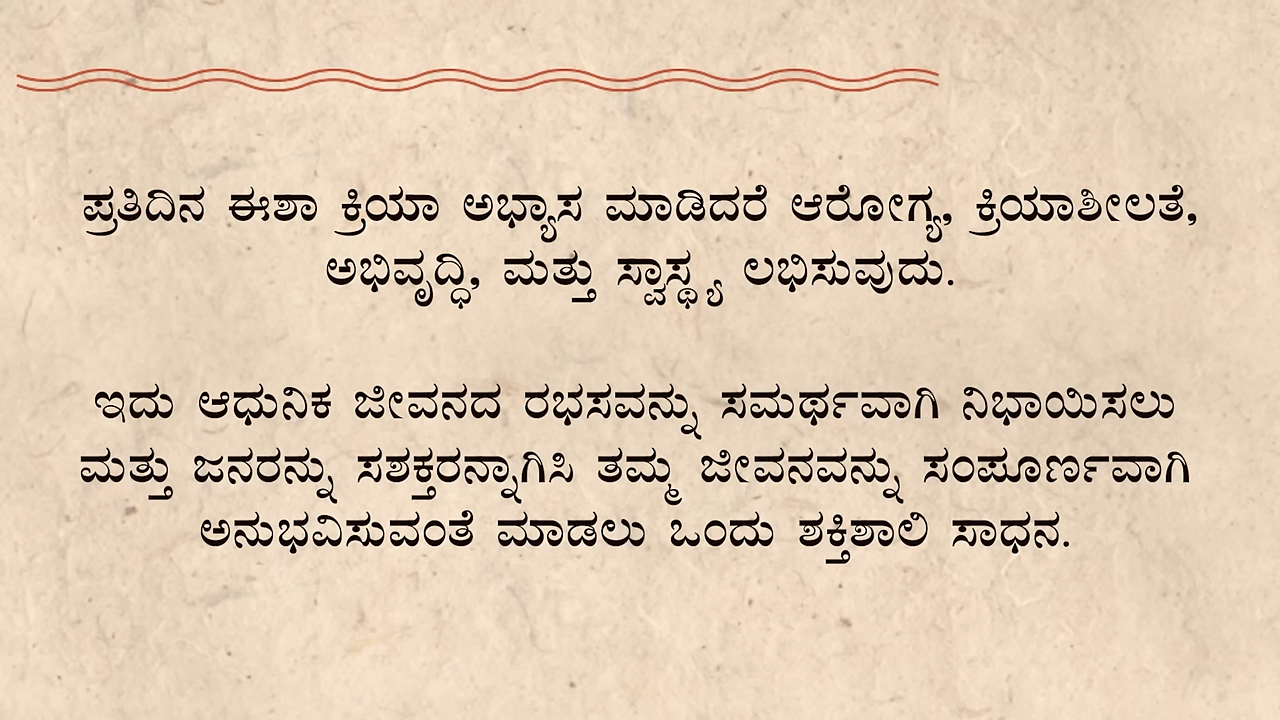 ಪ್ರತಿದಿನ ಈಶಾ ಕ್ರಿಯಾ ಅಭ್ಯಾಸ ಮಾಡಿದರೆ ಆರೋಗ್ಯ, ಕ್ರಿಯಾಶೀಲತೆ,
ಅಭಿವೃದ್ಧಿ, ಮತ್ತು ಸ್ವಾಸ್ಥ್ಯ ಲಭಿಸುವುದು.
ಇದು ಆಧುನಿಕ ಜೀವನದ ರಭಸವನ್ನು ಸಮರ್ಥವಾಗಿ ನಿಭಾಯಿಸಲು
ಮತ್ತು ಜನರನ್ನು ಸಶಕ್ತರನ್ನಾಗಿಸಿ ತಮ್ಮ ಜೀವನವನ್ನು ಸಂಪೂರ್ಣವಾಗಿ
ಅನುಭವಿಸುವಂತೆ ಮಾಡಲು ಒಂದು ಶಕ್ತಿಶಾಲಿ ಸಾಧನ.